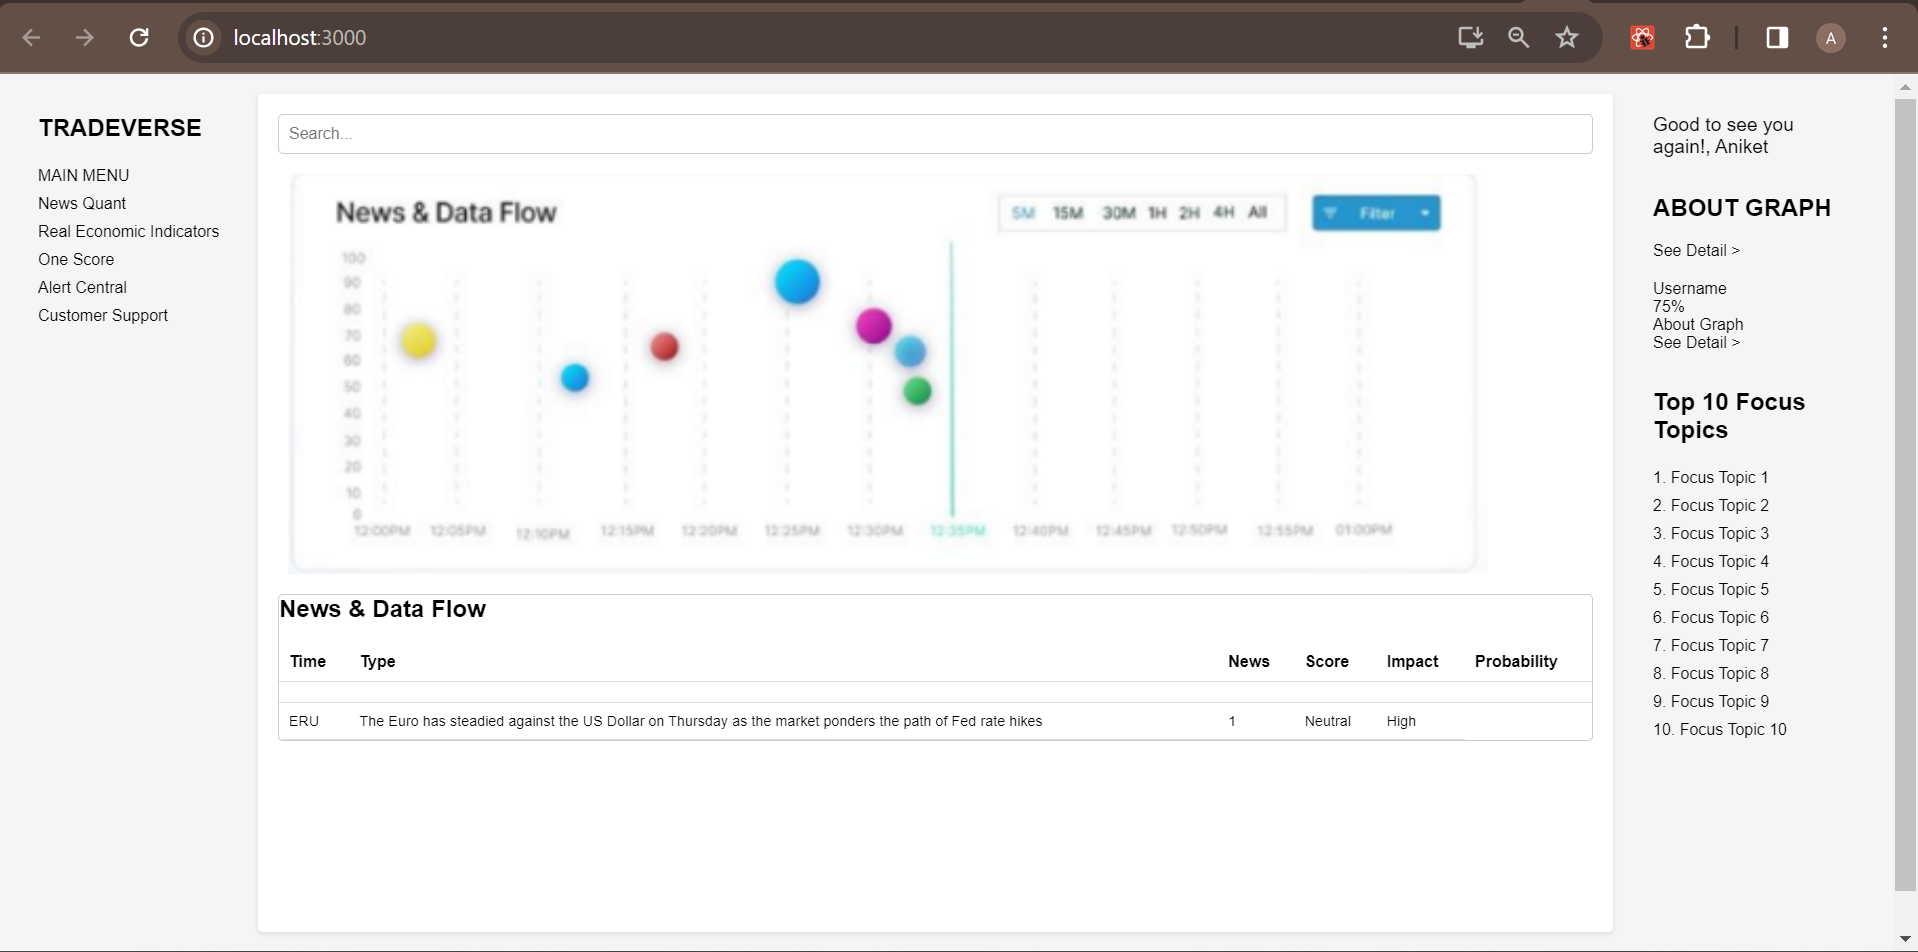 localhost:3000
A
TRADEVERSE
MAIN MENU
News Quant
Real Economic Indicators
One Score
Alert Central
Customer Support
Search...
News & Data Flow
5M 15M 30M 1H 2H 4H All
Filter
100
90
80
70
60
50
40
30
20
10
0
12:00PM 12:05PM 12:10PM 12:15PM 12:20PM 12:25PM 12:30PM 12:35PM 12:40PM 12:45PM 12:50PM 12:55PM 01:00PM
News & Data Flow
Time Type News Score Impact Probability
ERU The Euro has steadied against the US Dollar on Thursday as the market ponders the path of Fed rate hikes 1 Neutral High
Good to see you
again!, Aniket
ABOUT GRAPH
See Detail >
Username
75%
About Graph
See Detail >
Top 10 Focus
Topics
1. Focus Topic 1
2. Focus Topic 2
3. Focus Topic 3
4. Focus Topic 4
5. Focus Topic 5
6. Focus Topic 6
7. Focus Topic 7
8. Focus Topic 8
9. Focus Topic 9
10. Focus Topic 10